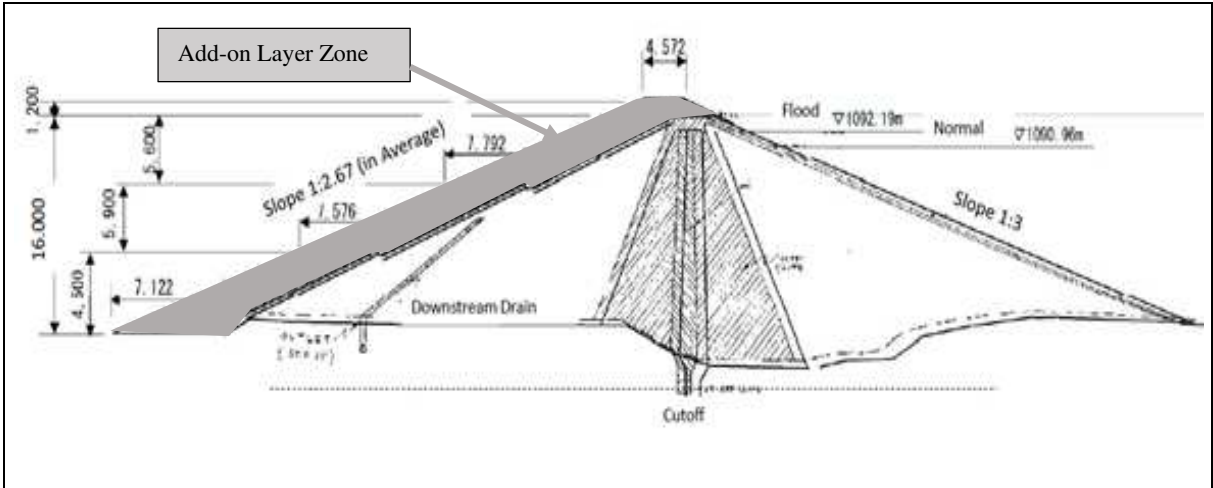 Add-on Layer Zone
4.572
1.200
Flood ▽1092.19m
Normal ▽1090.96m
5.600
Slope 1:2.67 (in Average)
7.792
5.900
7.576
Slope 1:3
16.000
4.500
7.122
Downstream Drain
Cutoff